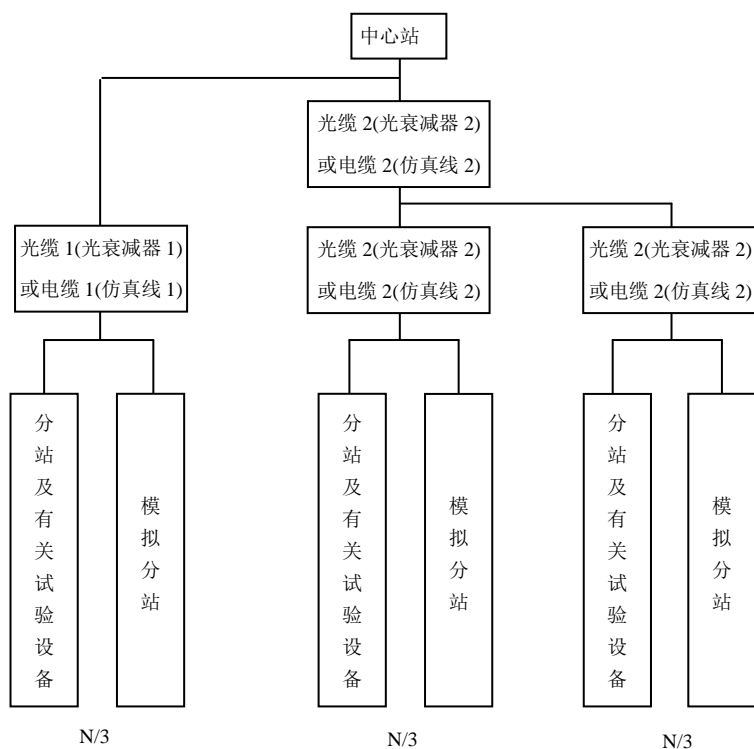 中心站
光缆 2(光衰减器 2)
或电缆 2(仿真线 2)
光缆 1(光衰减器 1)
或电缆 1(仿真线 1)
光缆 2(光衰减器 2)
或电缆 2(仿真线 2)
光缆 2(光衰减器 2)
或电缆 2(仿真线 2)
分站及有关试验设备
模拟分站
分站及有关试验设备
模拟分站
分站及有关试验设备
模拟分站
N/3
N/3
N/3